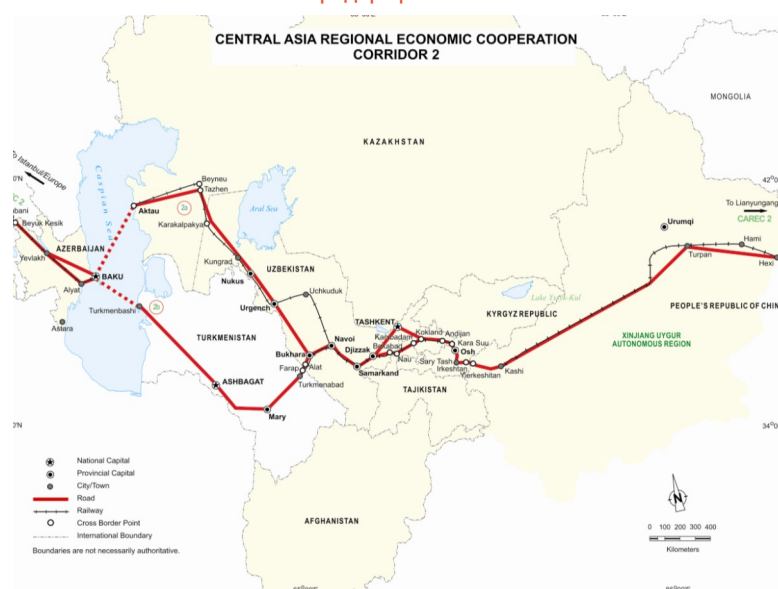 CENTRAL ASIA REGIONAL ECONOMIC COOPERATION
CORRIDOR 2
MONGOLIA
KAZAKHSTAN
To Istanbul/Europe
Caspian Sea
Beyneu
Tazhen
2a
Aktau
Aral Sea
42°
To Lianyungang
CAREC 2
Urumqi
Karakalpakya
Beyuk Kesik
AZERBAIJAN
Yevlakh
Hami
Turpan
Hexi
Kungrad
UZBEKISTAN
BAKU
Nukus
Alyat
Uchkuduk
PEOPLE'S REPUBLIC OF CHIN
2b
Turkmenbashi
Urgench
KYRGYZ REPUBLIC
Astara
TASHKENT
XINJIANG UYGUR
AUTONOMOUS REGION
TURKMENISTAN
Kokland
Andijan
Kara Suu
Navoi
Djizzak
Nau
Osh
Bukhara
Alat
Farap
Sary Tash
Irkeshtan
Kashi
Samarkand
Turkmenabad
ASHBAGAT
TAJIKISTAN
Mary
34°
National Capital
Provincial Capital
City/Town
Road
Railway
Cross Border Point
International Boundary
Boundaries are not necessarily authoritative.
AFGHANISTAN
N
0 100 200 300 400
Kilometers